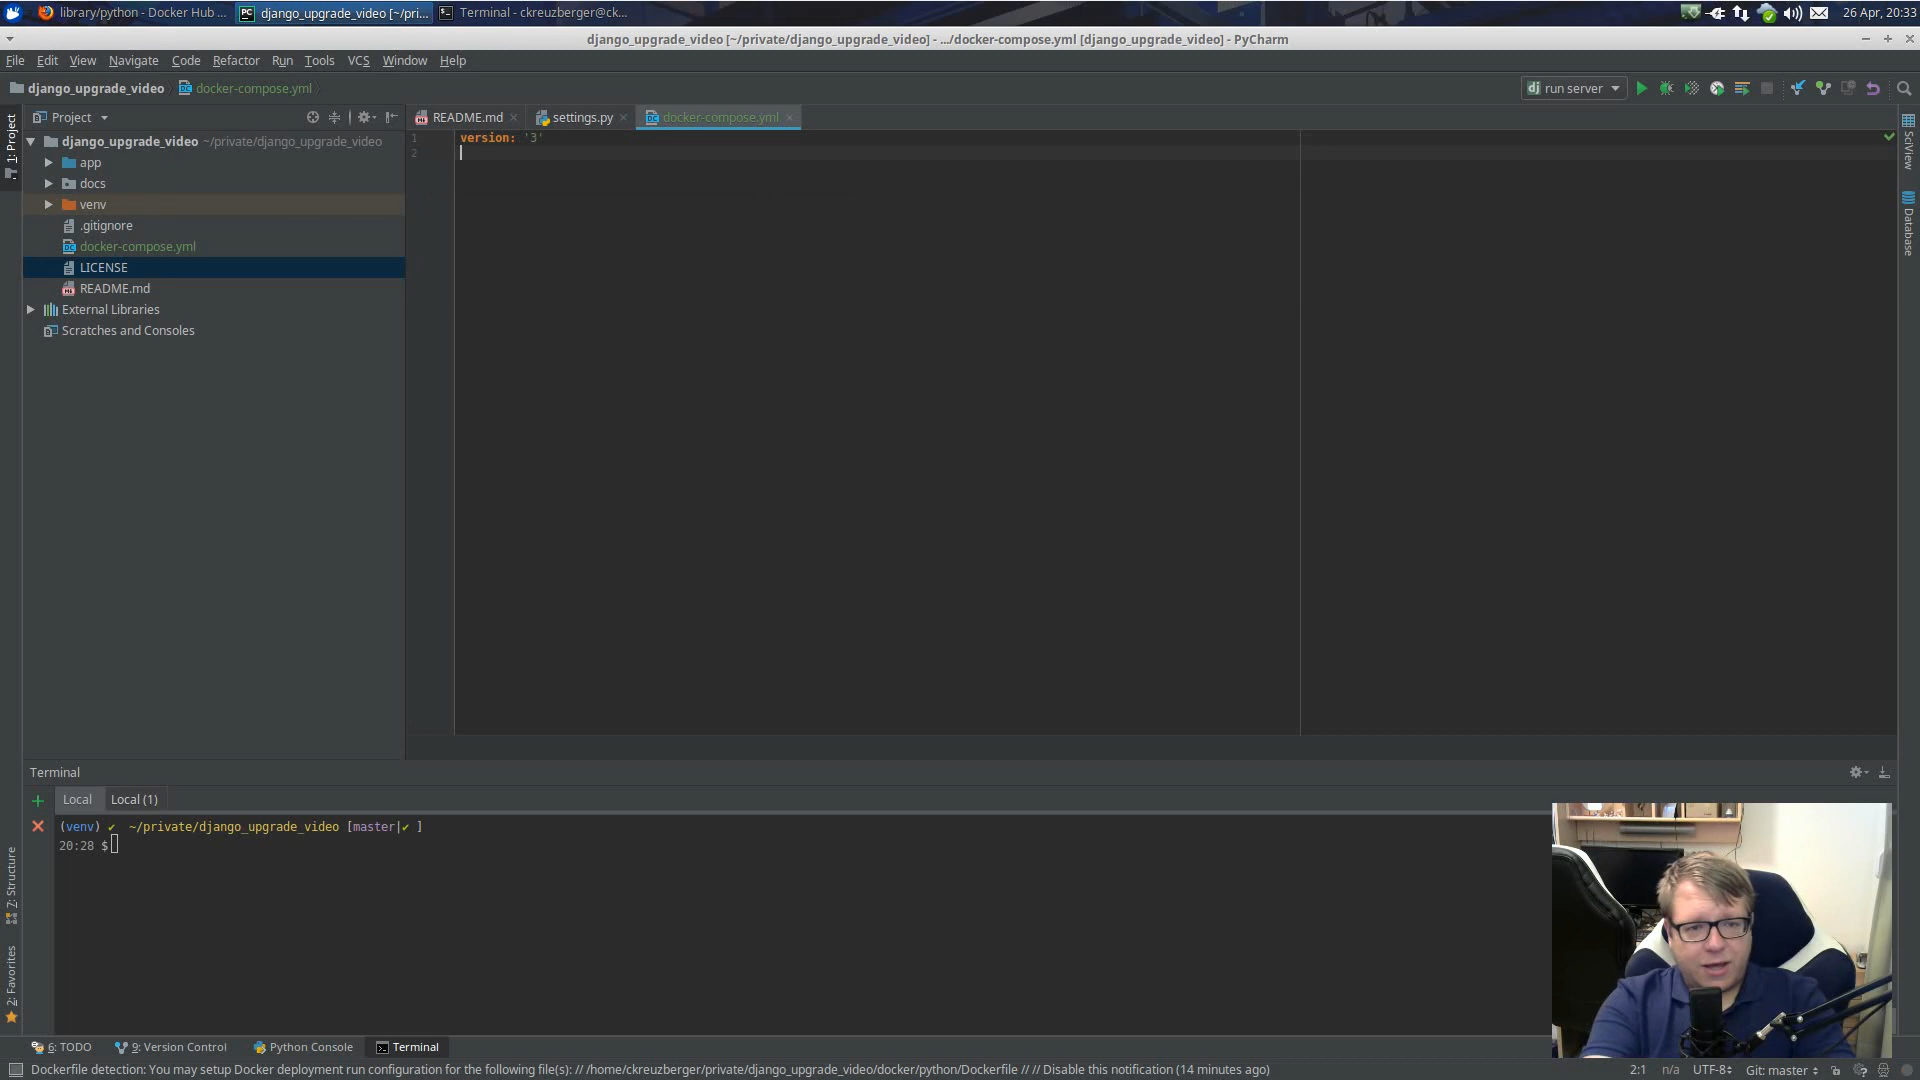 library/python - Docker Hub ...
django_upgrade_video [~/pri...
Terminal - ckreuzberger@ck...
26 Apr, 20:33
django_upgrade_video [~/private/django_upgrade_video] - .../docker-compose.yml [django_upgrade_video] - PyCharm
File Edit View Navigate Code Refactor Run Tools VCS Window Help
django_upgrade_video docker-compose.yml
run server
1: Project
Project
README.md
settings.py
docker-compose.yml
django_upgrade_video ~/private/django_upgrade_video
app
docs
venv
.gitignore
docker-compose.yml
LICENSE
README.md
External Libraries
Scratches and Consoles
1 version: '3'
2
SciView
Database
Terminal
Local Local (1)
(venv) ✔ ~/private/django_upgrade_video [master|✔ ]
20:28 $
7: Structure
2: Favorites
6: TODO 9: Version Control Python Console Terminal
Dockerfile detection: You may setup Docker deployment run configuration for the following file(s): // /home/ckreuzberger/private/django_upgrade_video/docker/python/Dockerfile // // Disable this notification (14 minutes ago)
2:1 n/a UTF-8 Git: master